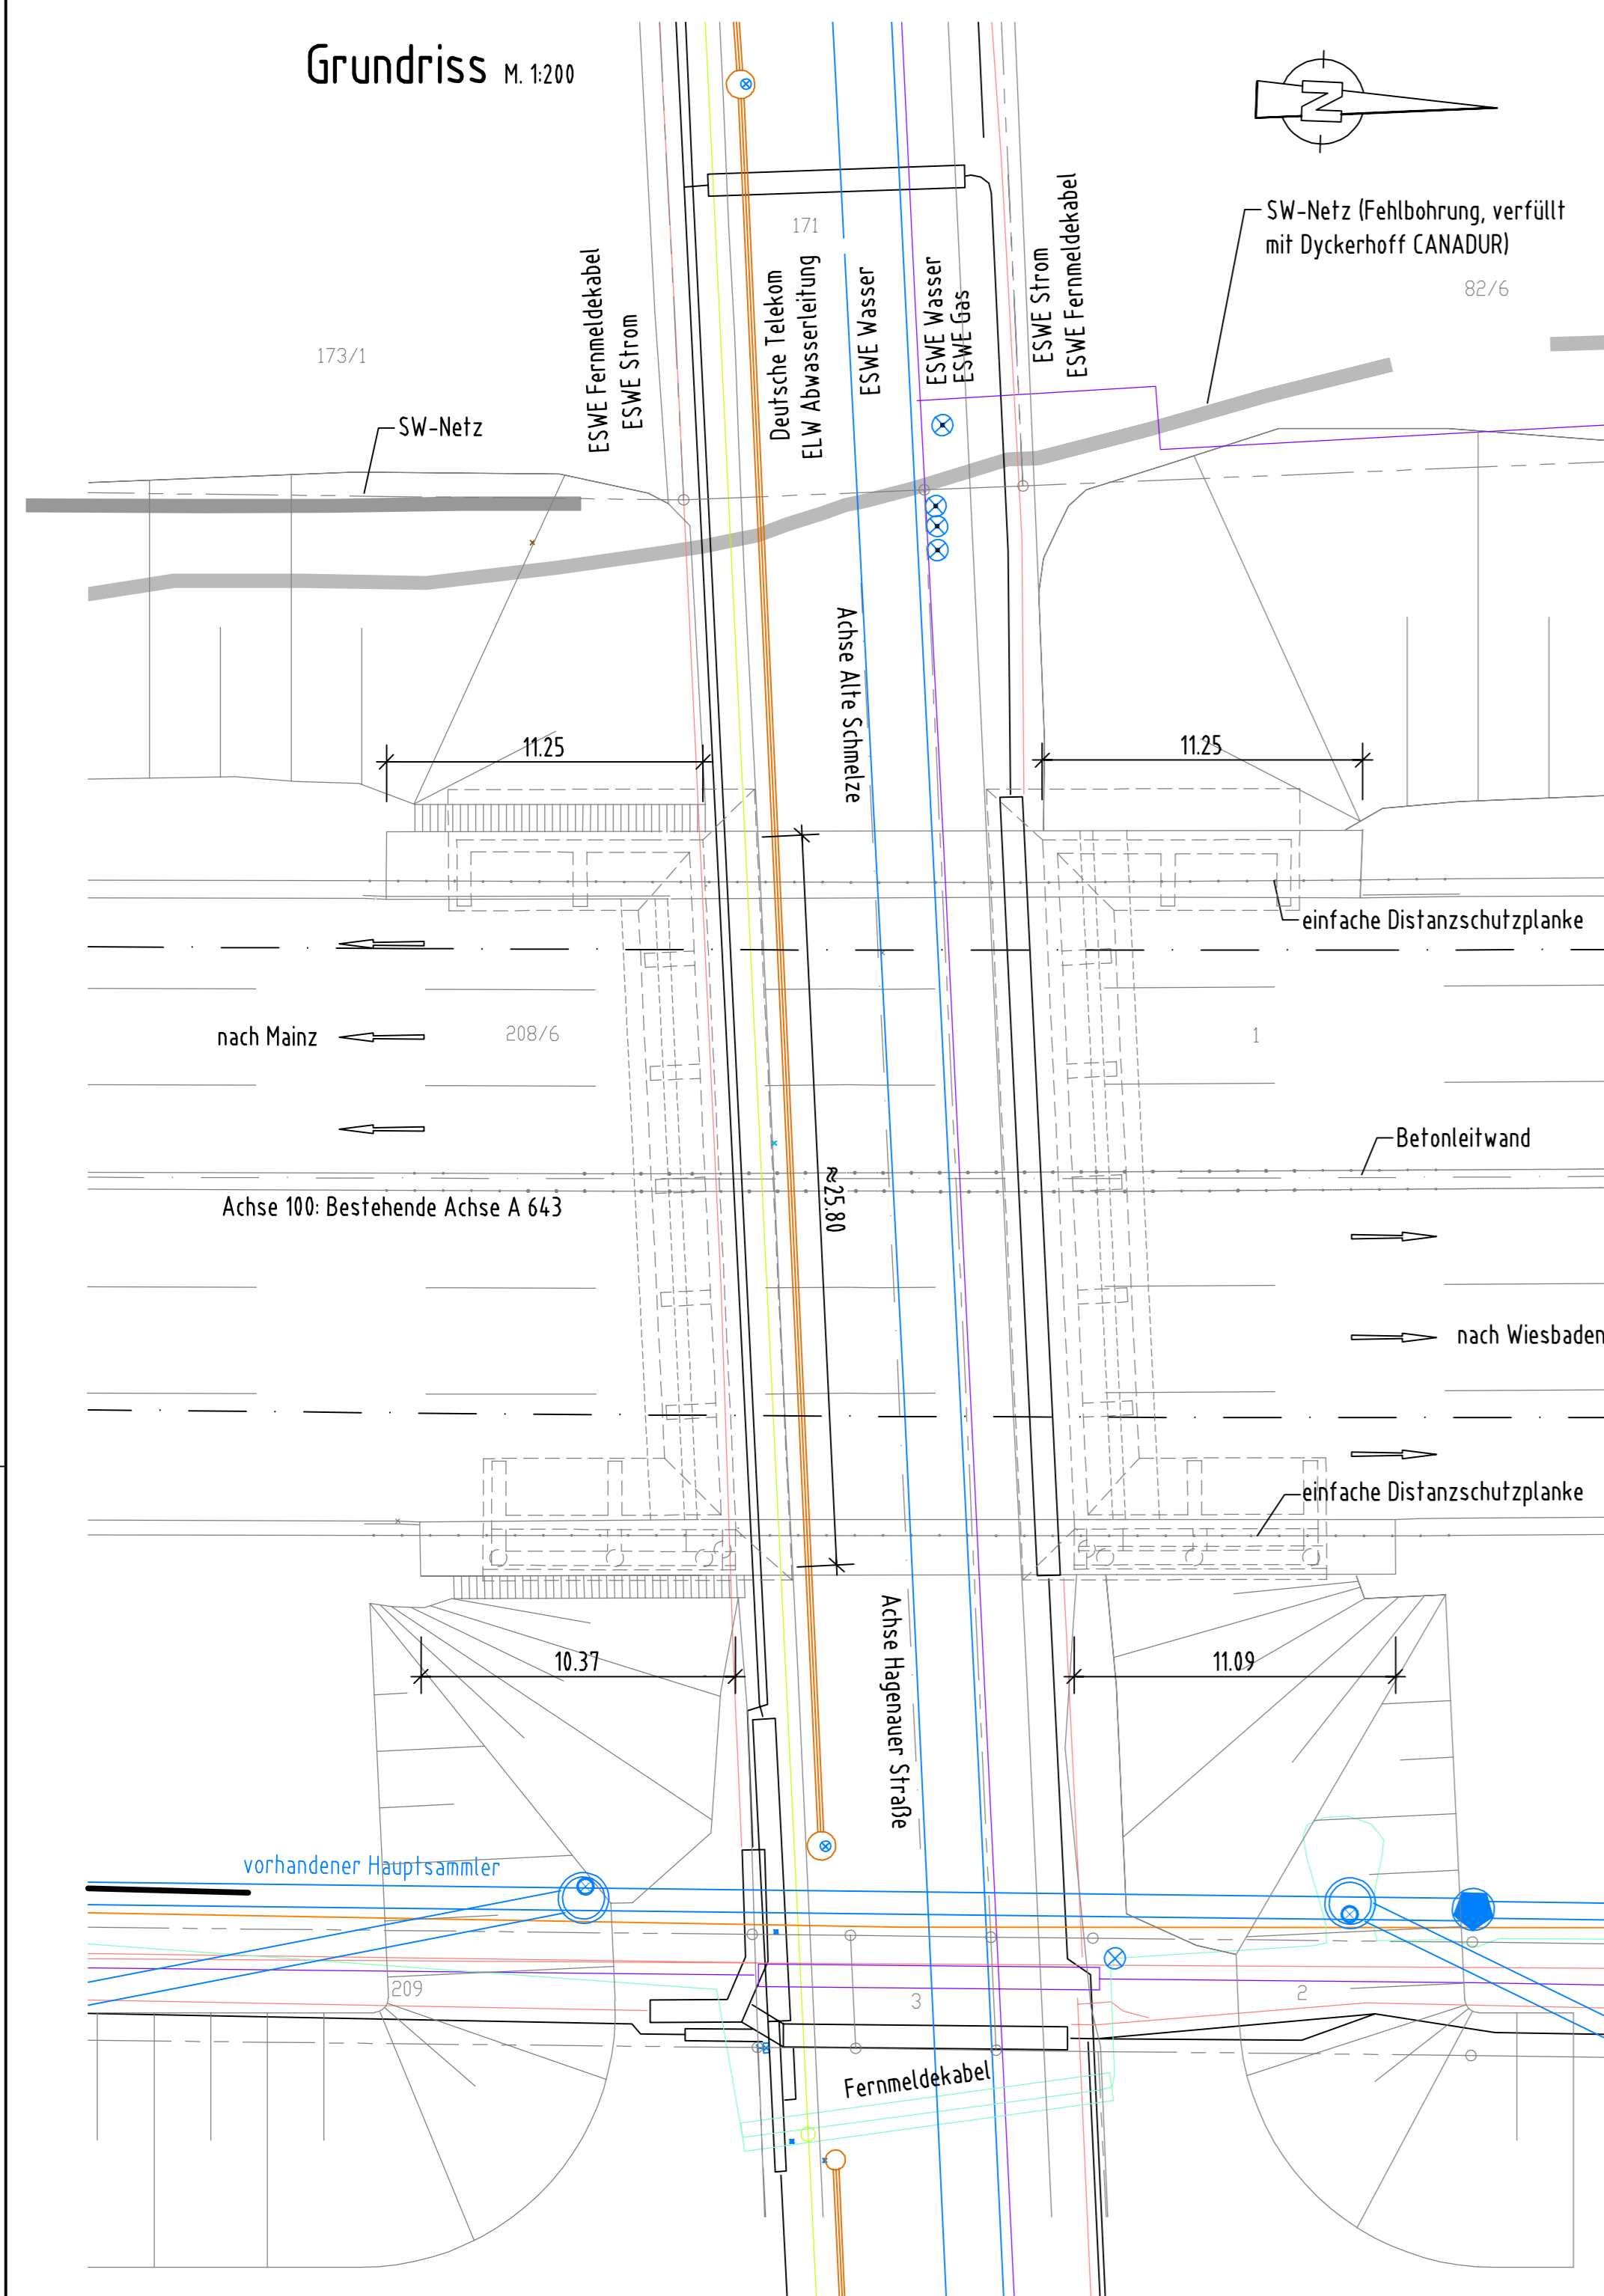 Grundriss M. 1:200
N
SW-Netz (Fehlbohrung, verfüllt
mit Dyckerhoff CANADUR)
82/6
171
173/1
SW-Netz
ESWE Fernmeldekabel
ESWE Strom
Deutsche Telekom
ELW Abwasserleitung
ESWE Wasser
ESWE Wasser
ESWE Gas
ESWE Strom
ESWE Fernmeldekabel
Achse Alte Schmelze
11.25
11.25
einfache Distanzschutzplanke
nach Mainz
208/6
1
Betonleitwand
≈25.80
Achse 100: Bestehende Achse A 643
nach Wiesbaden
einfache Distanzschutzplanke
Achse Hagenauer Straße
10.37
11.09
vorhandener Hauptsammler
209
3
2
Fernmeldekabel